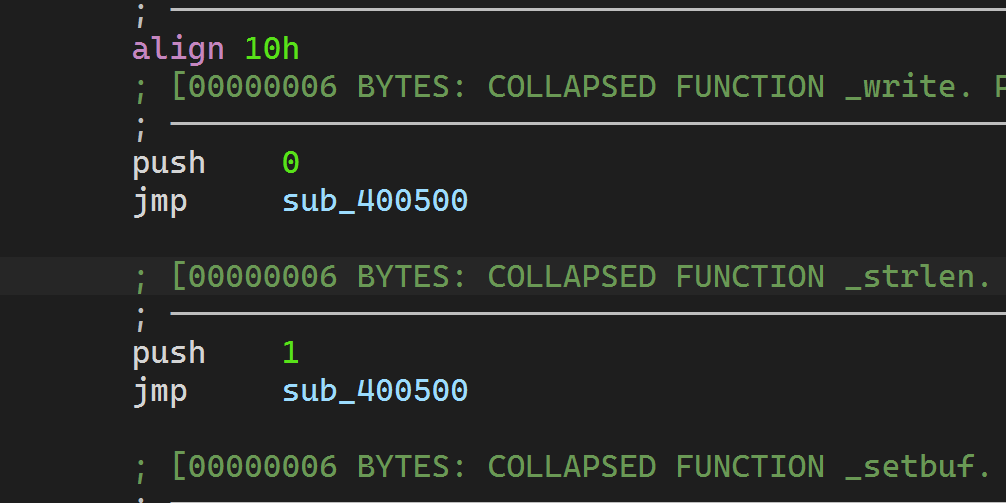 ;
align 10h
; [00000006 BYTES: COLLAPSED FUNCTION _write. P
;
push 0
jmp sub_400500
; [00000006 BYTES: COLLAPSED FUNCTION _strlen.
;
push 1
jmp sub_400500
; [00000006 BYTES: COLLAPSED FUNCTION _setbuf.
;